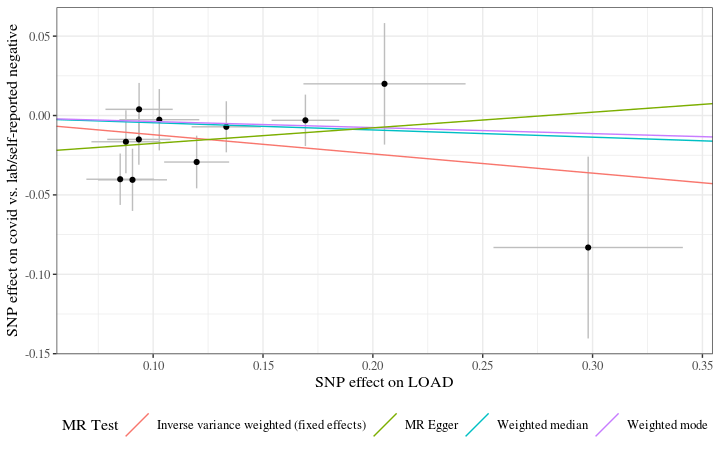 SNP effect on covid vs. lab/self-reported negative
0.05
0.00
-0.05
-0.10
-0.15
0.10
0.15
0.20
0.25
0.30
0.35
SNP effect on LOAD
MR Test
Inverse variance weighted (fixed effects)
MR Egger
Weighted median
Weighted mode